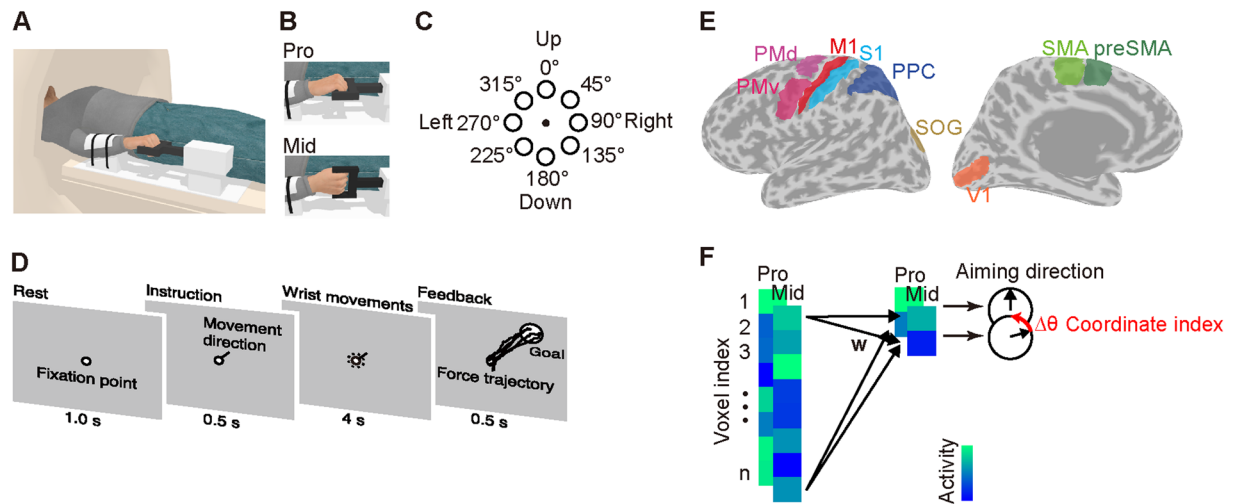 A
B
Pro
Mid
C
Up
0°
315°
45°
Left
270°
90°
Right
225°
135°
180°
Down
D
Rest
Fixation point
1.0 s
Instruction
Movement
direction
0.5 s
Wrist movements
4 s
Feedback
Goal
Force trajectory
0.5 s
E
PMd
M1
S1
PMv
PPC
SOG
SMA
preSMA
V1
F
Pro
Mid
1
2
3
n
Voxel index
w
Pro
Mid
Aiming direction
Δθ Coordinate index
Activity